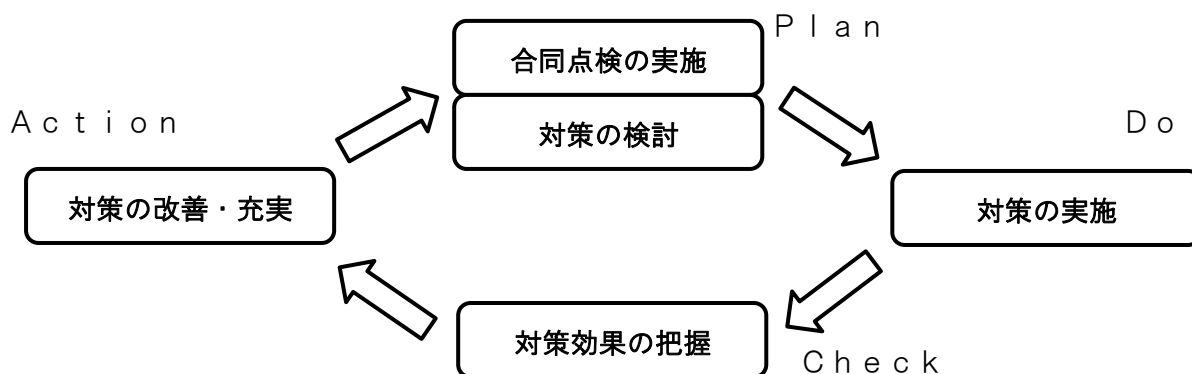 Ｐｌａｎ
合同点検の実施
対策の検討
Ａｃｔｉｏｎ
Ｄｏ
対策の改善・充実
対策の実施
対策効果の把握
Ｃｈｅｃｋ